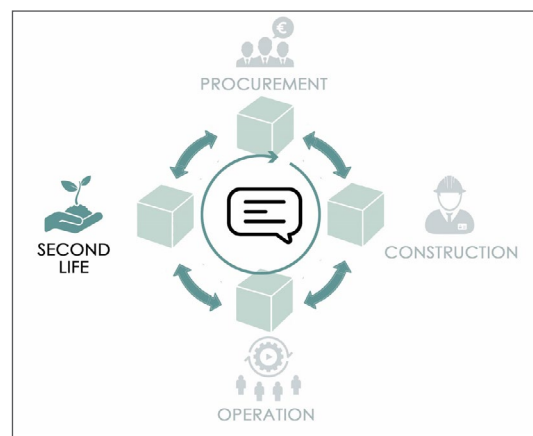 €
PROCUREMENT
SECOND
LIFE
CONSTRUCTION
OPERATION